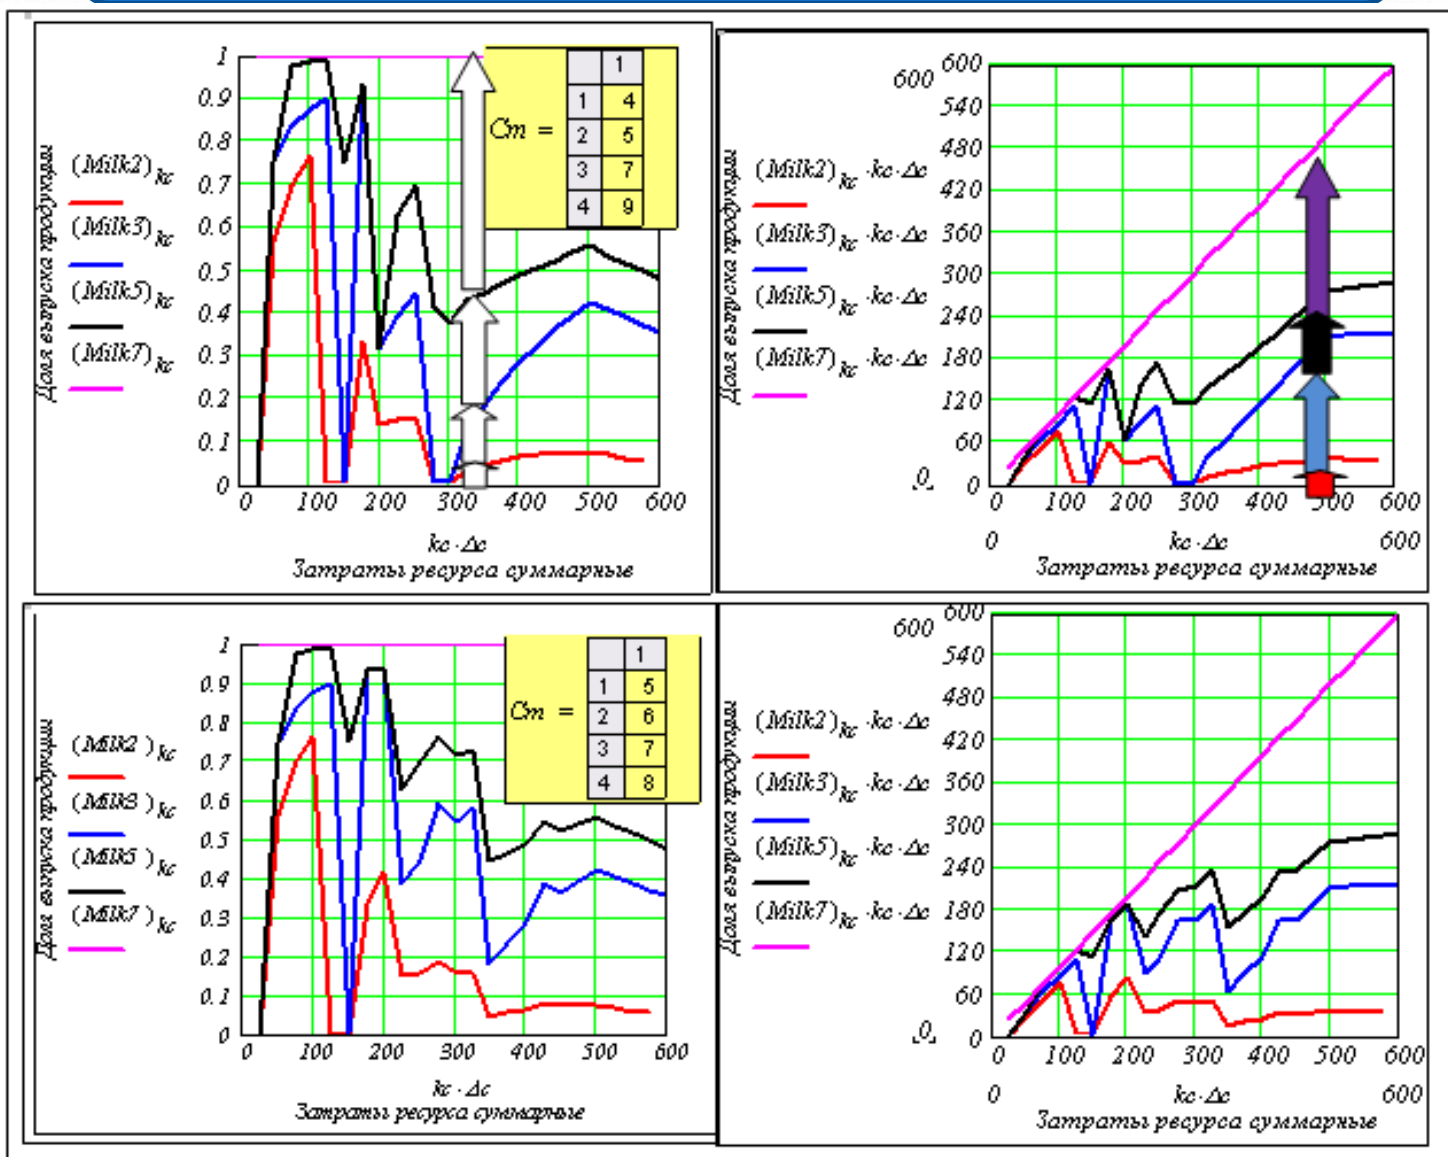 Доля выпуска продукции
(Milk2)kc
(Milk3)kc
(Milk5)kc
(Milk7)kc
1
0.9
0.8
0.7
0.6
0.5
0.4
0.3
0.2
0.1
0
0 100 200 300 400 500 600
kc·Δc
Затраты ресурса суммарные
Cm =
1
1 4
2 5
3 7
4 9
Доля выпуска продукции
(Milk2)kc·kc·Δc
(Milk3)kc·kc·Δc
(Milk5)kc·kc·Δc
(Milk7)kc·kc·Δc
600
0
600
540
480
420
360
300
240
180
120
60
0
0 100 200 300 400 500 600
0 kc·Δc 600
Затраты ресурса суммарные
Доля выпуска продукции
(Milk2)kc
(Milk3)kc
(Milk5)kc
(Milk7)kc
1
0.9
0.8
0.7
0.6
0.5
0.4
0.3
0.2
0.1
0
0 100 200 300 400 500 600
kc·Δc
Затраты ресурса суммарные
Cm =
1
1 5
2 6
3 7
4 8
Доля выпуска продукции
(Milk2)kc·kc·Δc
(Milk3)kc·kc·Δc
(Milk5)kc·kc·Δc
(Milk7)kc·kc·Δc
600
0
600
540
480
420
360
300
240
180
120
60
0
0 100 200 300 400 500 600
0 kc·Δc 600
Затраты ресурса суммарные